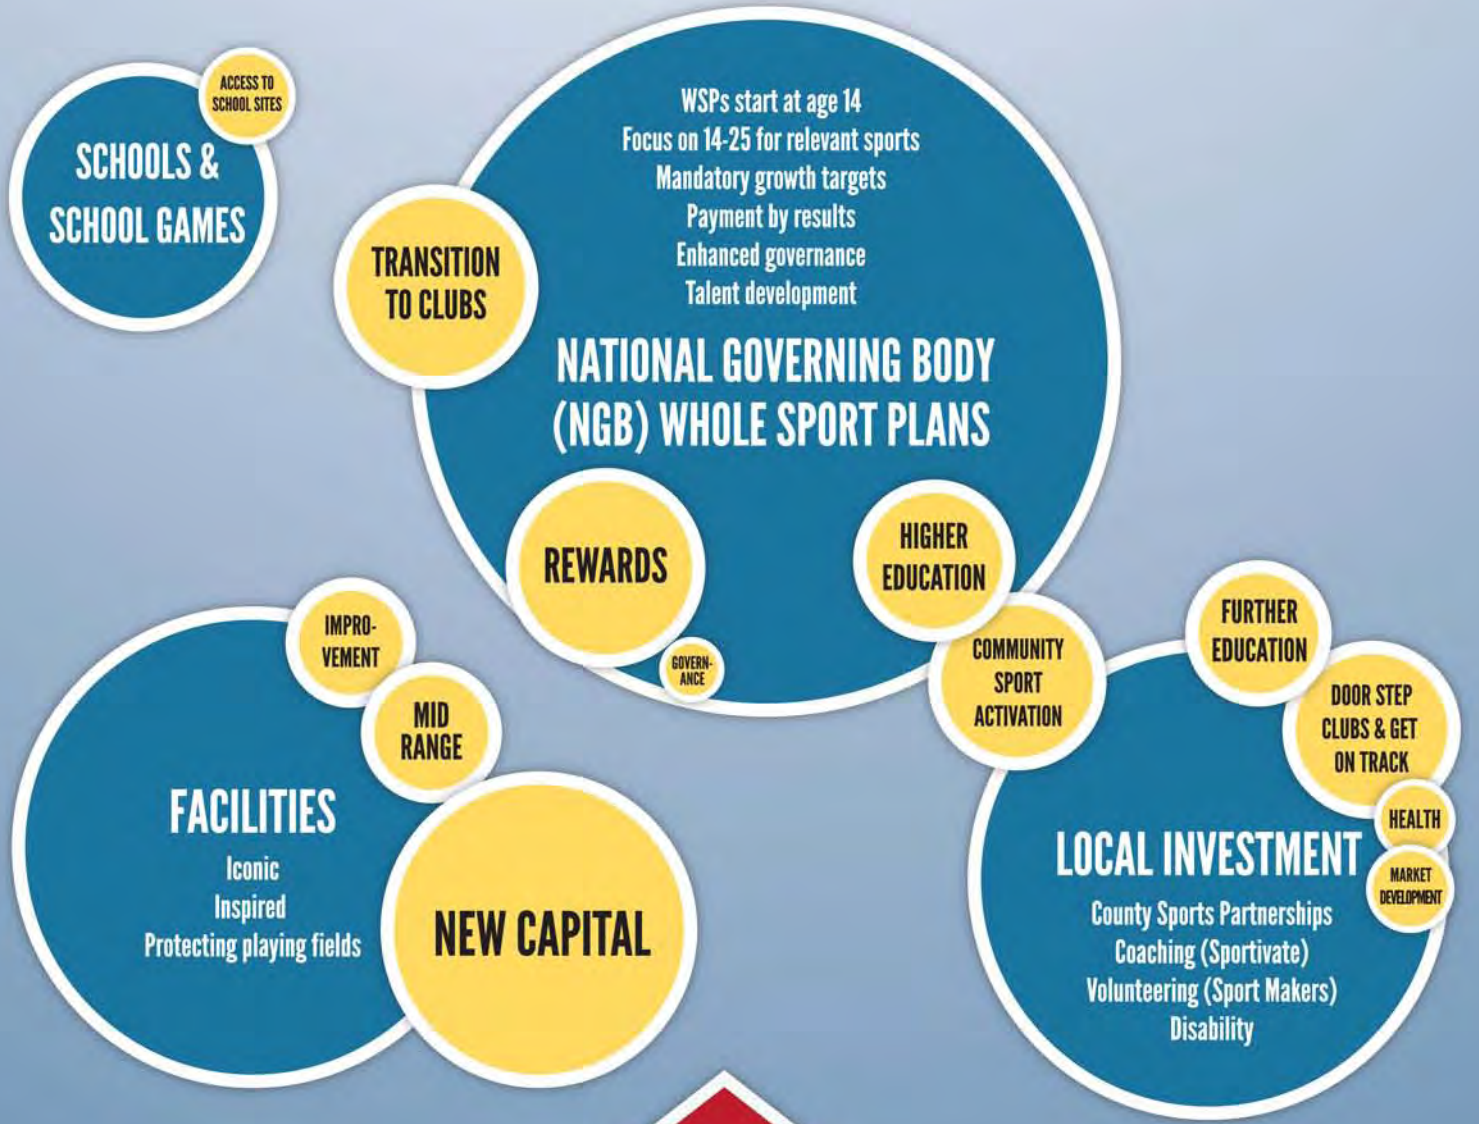 ACCESS TO
SCHOOL SITES
SCHOOLS &
SCHOOL GAMES
WSPs start at age 14
Focus on 14-25 for relevant sports
Mandatory growth targets
Payment by results
Enhanced governance
Talent development
TRANSITION
TO CLUBS
NATIONAL GOVERNING BODY
(NGB) WHOLE SPORT PLANS
REWARDS
GOVERN-
ANCE
HIGHER
EDUCATION
COMMUNITY
SPORT
ACTIVATION
IMPRO-
VEMENT
MID
RANGE
FACILITIES
Iconic
Inspired
Protecting playing fields
NEW CAPITAL
FURTHER
EDUCATION
DOOR STEP
CLUBS & GET
ON TRACK
HEALTH
MARKET
DEVELOPMENT
LOCAL INVESTMENT
County Sports Partnerships
Coaching (Sportivate)
Volunteering (Sport Makers)
Disability